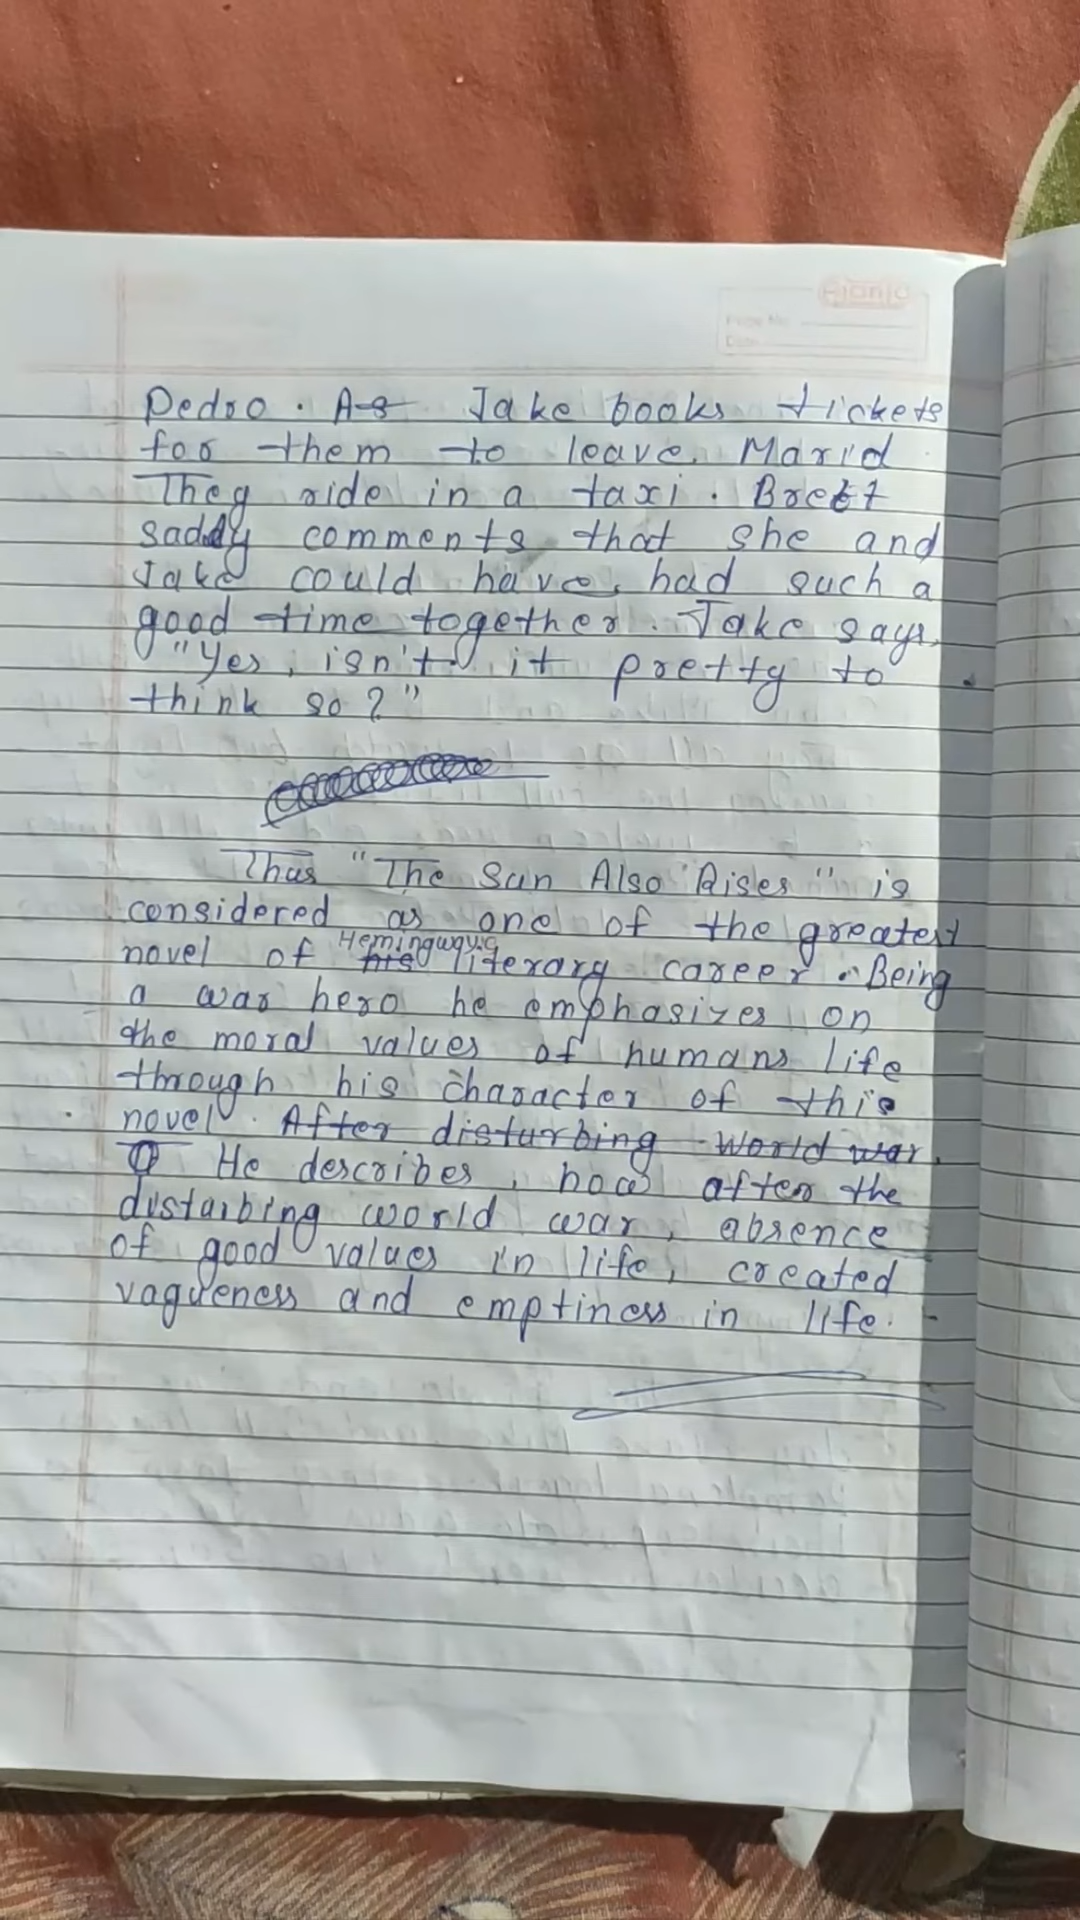 Pedro. As Jake books tickets
for them to leave. Marid
They ride in a taxi. Brett
saddy comments that she and
Jake could have, had such a
good time together. Jake says,
"Yes, isn't it pretty to
think so?"
Thus "The Sun Also Rises" is
considered as one of the greatest
novel of his Hemingway's literary career. Being
a war hero he emphasizes on
the moral values of humans life
through his character of this
novel. After disturbing world war.
He describes, how after the
disturbing world war, absence
of good values in life, created
vagueness and emptiness in life.